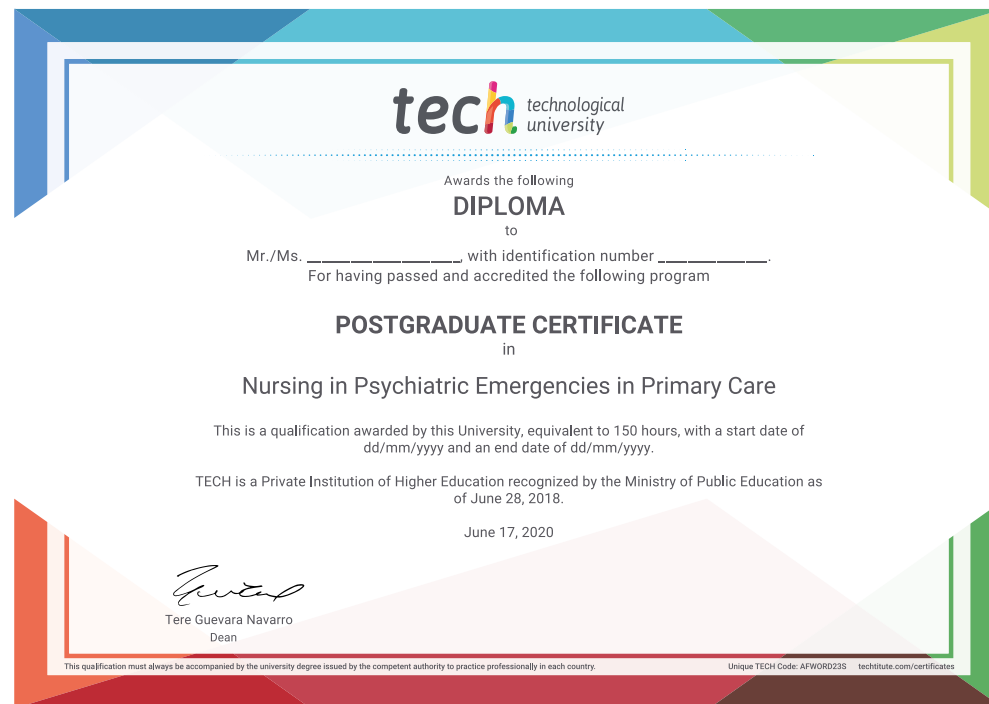 tech technological
university
Awards the following
DIPLOMA
to
Mr./Ms. ____________________, with identification number ______________.
For having passed and accredited the following program
POSTGRADUATE CERTIFICATE
in
Nursing in Psychiatric Emergencies in Primary Care
This is a qualification awarded by this University, equivalent to 150 hours, with a start date of
dd/mm/yyyy and an end date of dd/mm/yyyy.
TECH is a Private Institution of Higher Education recognized by the Ministry of Public Education as
of June 28, 2018.
June 17, 2020
Tere Guevara Navarro
Dean
This qualification must always be accompanied by the university degree issued by the competent authority to practice professionally in each country.
Unique TECH Code: AFWORD23S techtitute.com/certificates